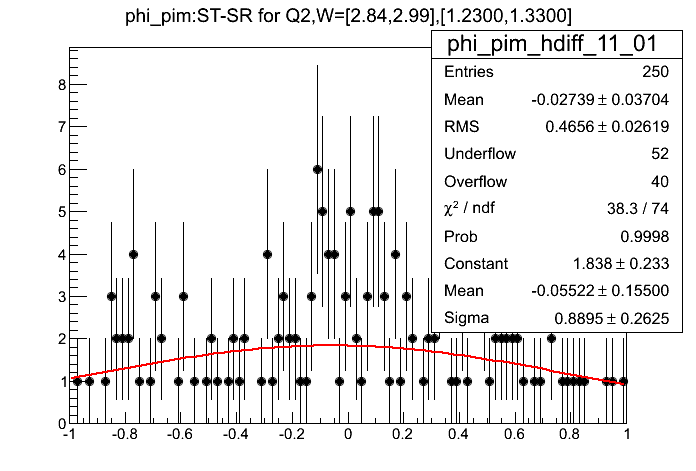 phi_pim:ST-SR for Q2,W=[2.84,2.99],[1.2300,1.3300]
phi_pim_hdiff_11_01
Entries 250
Mean -0.02739 ± 0.03704
RMS 0.4656 ± 0.02619
Underflow 52
Overflow 40
χ² / ndf 38.3 / 74
Prob 0.9998
Constant 1.838 ± 0.233
Mean -0.05522 ± 0.15500
Sigma 0.8895 ± 0.2625
8
7
6
5
4
3
2
1
0
-1 -0.8 -0.6 -0.4 -0.2 0 0.2 0.4 0.6 0.8 1